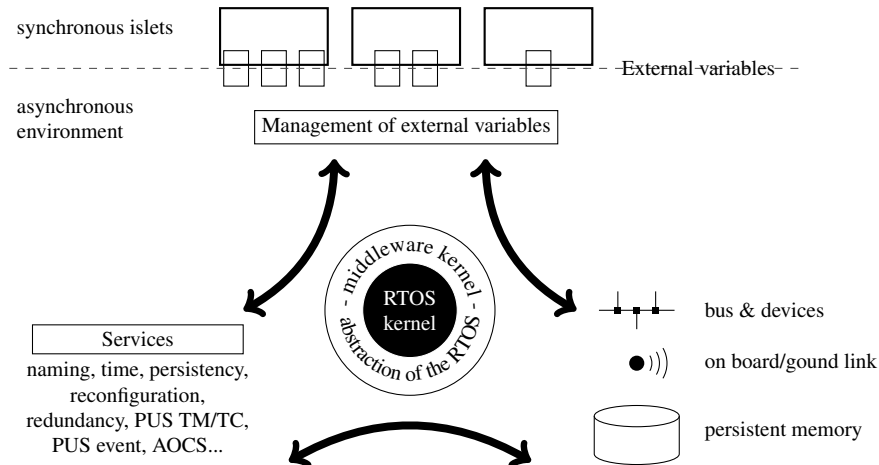 synchronous islets
External variables
asynchronous
environment
Management of external variables
- middleware kernel -
RTOS
kernel
abstraction of the RTOS
Services
naming, time, persistency,
reconfiguration,
redundancy, PUS TM/TC,
PUS event, AOCS...
bus & devices
on board/gound link
persistent memory